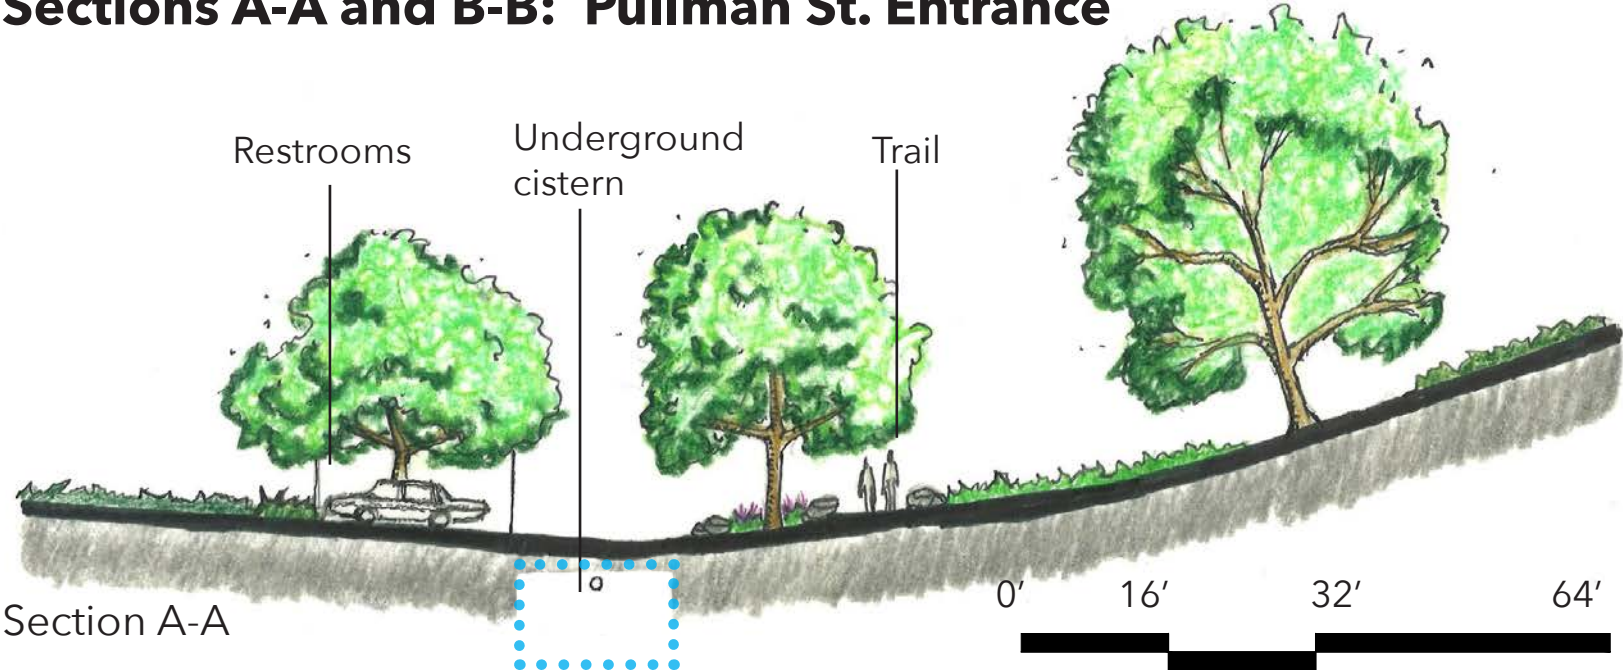 Sections A-A and B-B: Pullman St. Entrance
Restrooms
Underground
cistern
Trail
0' 16' 32' 64'
Section A-A